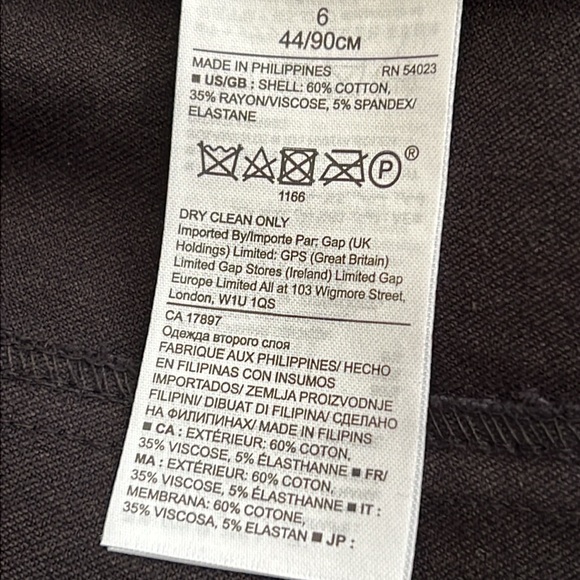 6
44/90CM
MADE IN PHILIPPINES RN 54023
■ US/GB : SHELL: 60% COTTON,
35% RAYON/VISCOSE, 5% SPANDEX/
ELASTANE
P ®
1166
DRY CLEAN ONLY
Imported By/Importe Par: Gap (UK
Holdings) Limited; GPS (Great Britain)
Limited Gap Stores (Ireland) Limited Gap
Europe Limited All at 103 Wigmore Street,
London, W1U 1QS
CA 17897
Одежда второго слоя
FABRIQUE AUX PHILIPPINES/ HECHO
EN FILIPINAS CON INSUMOS
IMPORTADOS/ ZEMLJA PROIZVODNJE
FILIPINI/ DIBUAT DI FILIPINA/ СДЕЛАНО
НА ФИЛИПИНАХ/ MADE IN FILIPINS
■ CA : EXTÉRIEUR: 60% COTON,
35% VISCOSE, 5% ÉLASTHANNE ■ FR/
MA : EXTÉRIEUR: 60% COTON,
35% VISCOSE, 5% ÉLASTHANNE ■ IT :
MEMBRANA: 60% COTONE,
35% VISCOSA, 5% ELASTAN ■ JP :